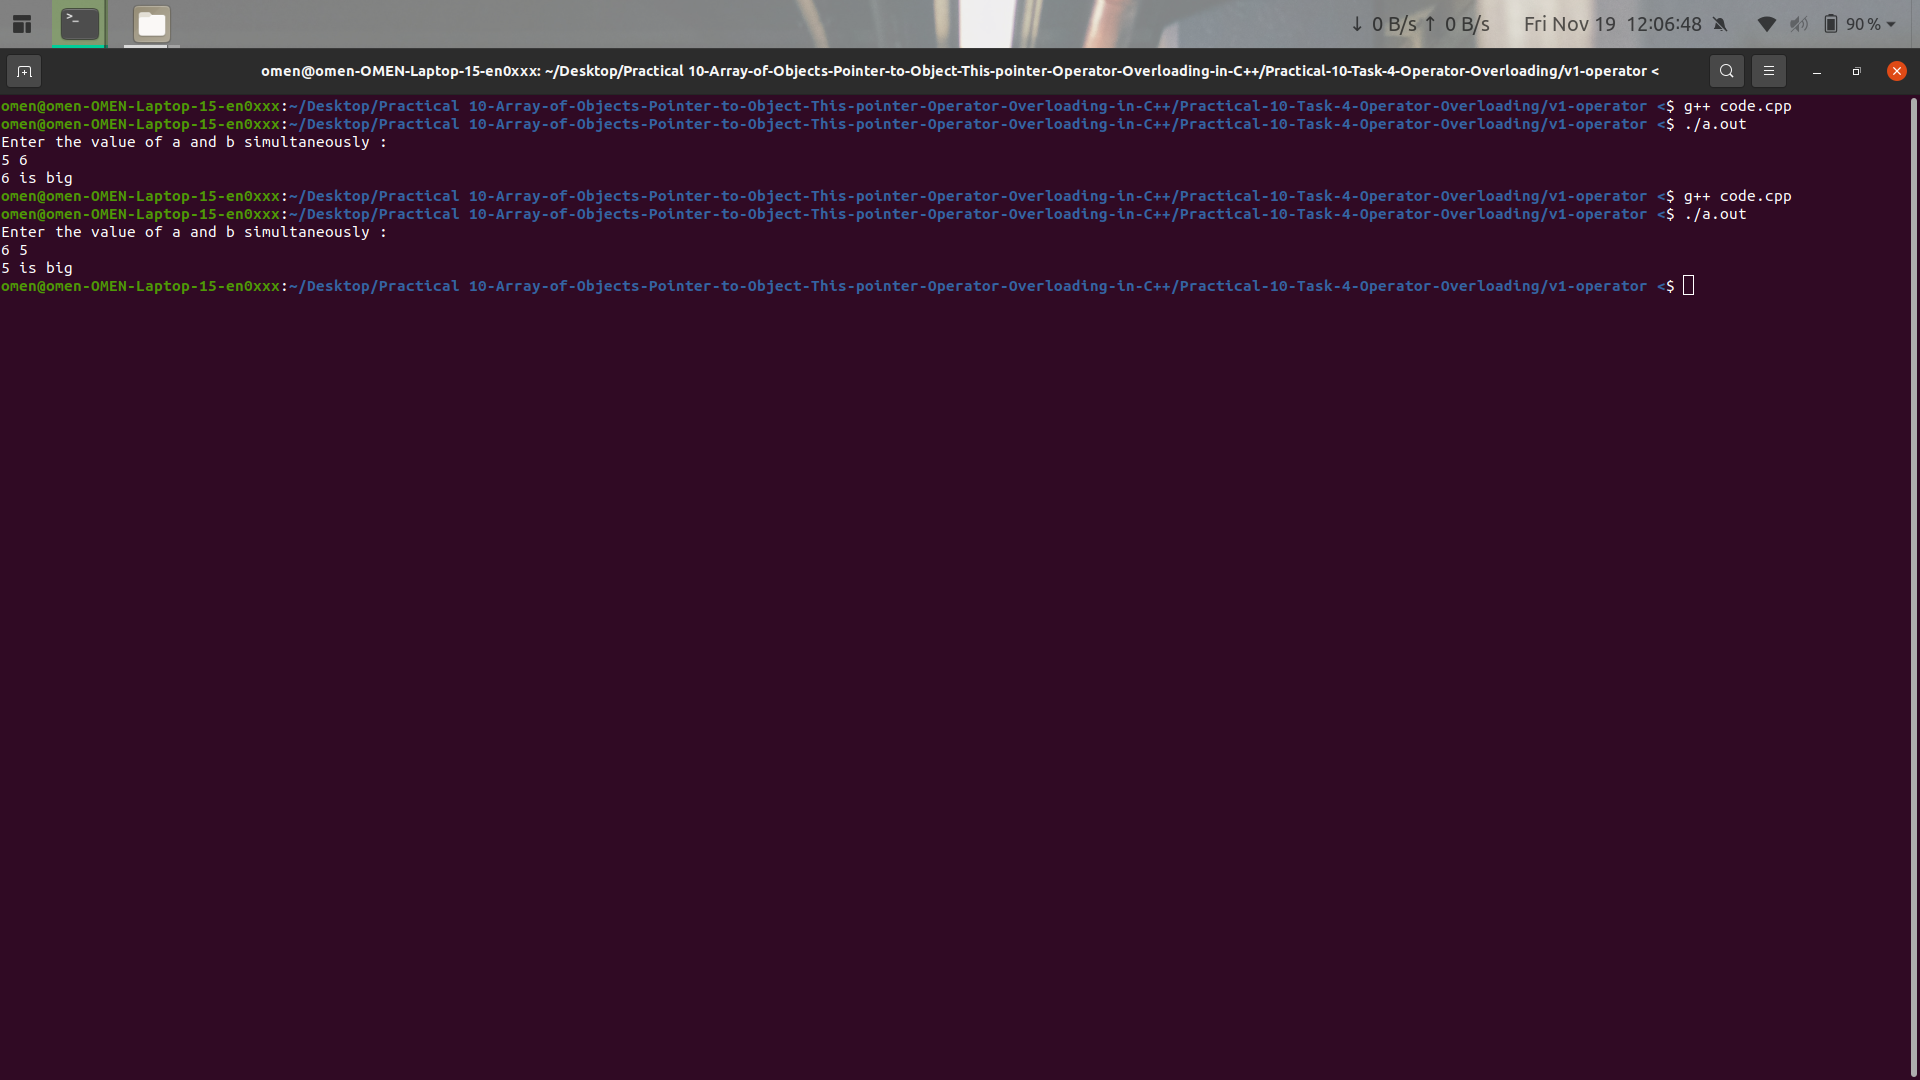 >_
↓ 0 B/s ↑ 0 B/s Fri Nov 19 12:06:48 90 %
omen@omen-OMEN-Laptop-15-en0xxx: ~/Desktop/Practical 10-Array-of-Objects-Pointer-to-Object-This-pointer-Operator-Overloading-in-C++/Practical-10-Task-4-Operator-Overloading/v1-operator <
omen@omen-OMEN-Laptop-15-en0xxx:~/Desktop/Practical 10-Array-of-Objects-Pointer-to-Object-This-pointer-Operator-Overloading-in-C++/Practical-10-Task-4-Operator-Overloading/v1-operator <$ g++ code.cpp
omen@omen-OMEN-Laptop-15-en0xxx:~/Desktop/Practical 10-Array-of-Objects-Pointer-to-Object-This-pointer-Operator-Overloading-in-C++/Practical-10-Task-4-Operator-Overloading/v1-operator <$ ./a.out
Enter the value of a and b simultaneously :
5 6
6 is big
omen@omen-OMEN-Laptop-15-en0xxx:~/Desktop/Practical 10-Array-of-Objects-Pointer-to-Object-This-pointer-Operator-Overloading-in-C++/Practical-10-Task-4-Operator-Overloading/v1-operator <$ g++ code.cpp
omen@omen-OMEN-Laptop-15-en0xxx:~/Desktop/Practical 10-Array-of-Objects-Pointer-to-Object-This-pointer-Operator-Overloading-in-C++/Practical-10-Task-4-Operator-Overloading/v1-operator <$ ./a.out
Enter the value of a and b simultaneously :
6 5
5 is big
omen@omen-OMEN-Laptop-15-en0xxx:~/Desktop/Practical 10-Array-of-Objects-Pointer-to-Object-This-pointer-Operator-Overloading-in-C++/Practical-10-Task-4-Operator-Overloading/v1-operator <$